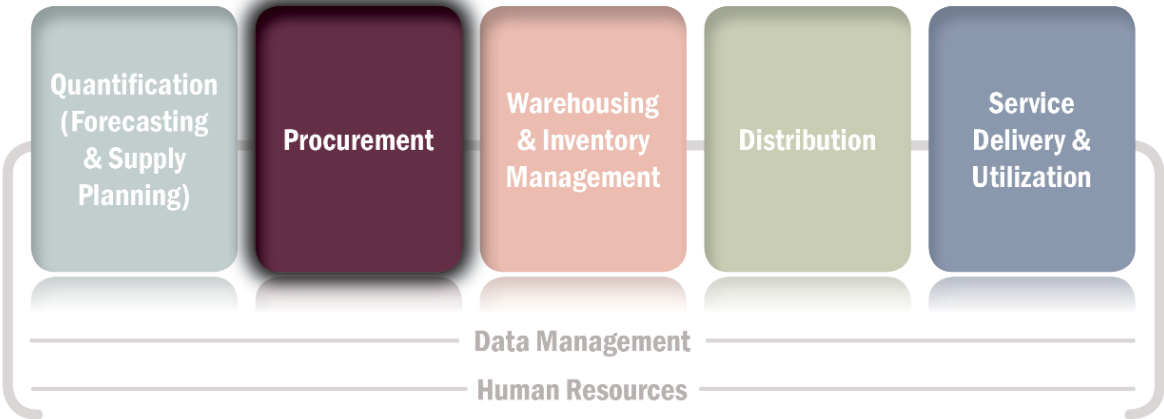 Quantification
(Forecasting
& Supply
Planning)
Procurement
Warehousing
& Inventory
Management
Distribution
Service
Delivery &
Utilization
Data Management
Human Resources